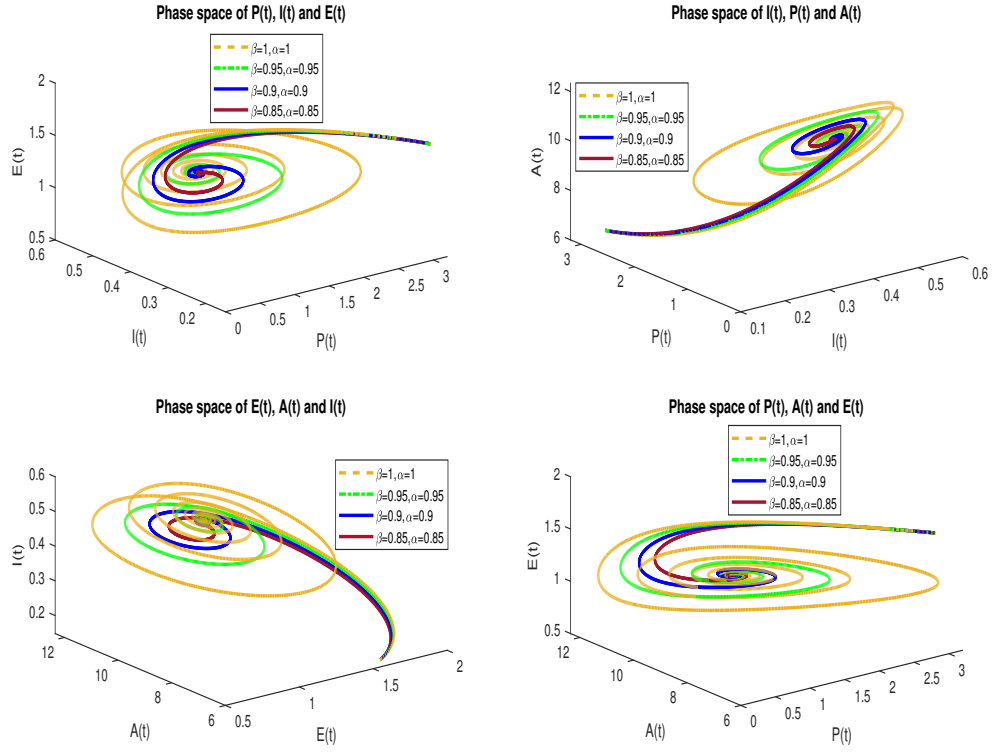 Phase space of P(t), I(t) and E(t)
β=1,α=1
β=0.95,α=0.95
β=0.9,α=0.9
β=0.85,α=0.85
2
1.5
1
0.5
E(t)
0.6
0.5
0.4
0.3
0.2
I(t)
0
0.5
1
1.5
2
2.5
3
P(t)
Phase space of I(t), P(t) and A(t)
β=1,α=1
β=0.95,α=0.95
β=0.9,α=0.9
β=0.85,α=0.85
12
10
8
6
A(t)
3
2
1
0
P(t)
0.1
0.2
0.3
0.4
0.5
0.6
I(t)
Phase space of E(t), A(t) and I(t)
β=1,α=1
β=0.95,α=0.95
β=0.9,α=0.9
β=0.85,α=0.85
0.6
0.5
0.4
0.3
0.2
I(t)
12
10
8
6
A(t)
0.5
1
1.5
2
E(t)
Phase space of P(t), A(t) and E(t)
β=1,α=1
β=0.95,α=0.95
β=0.9,α=0.9
β=0.85,α=0.85
2
1.5
1
0.5
E(t)
12
10
8
6
A(t)
0
0.5
1
1.5
2
2.5
3
P(t)